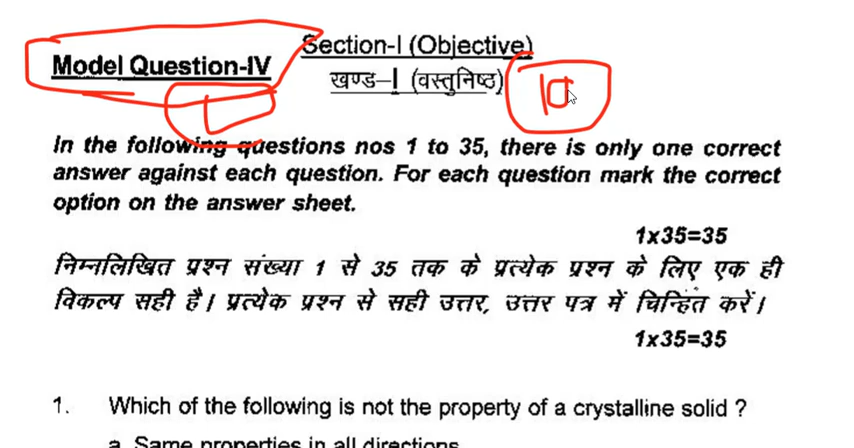 Section-I (Objective)
Model Question-IV
खण्ड–I (वस्तुनिष्ठ)
10
In the following questions nos 1 to 35, there is only one correct
answer against each question. For each question mark the correct
option on the answer sheet.
1x35=35
निम्नलिखित प्रश्न संख्या 1 से 35 तक के प्रत्येक प्रश्न के लिए एक ही
विकल्प सही है। प्रत्येक प्रश्न से सही उत्तर, उत्तर पत्र में चिन्हित करें।
1x35=35
1. Which of the following is not the property of a crystalline solid ?
a. Same properties in all directions